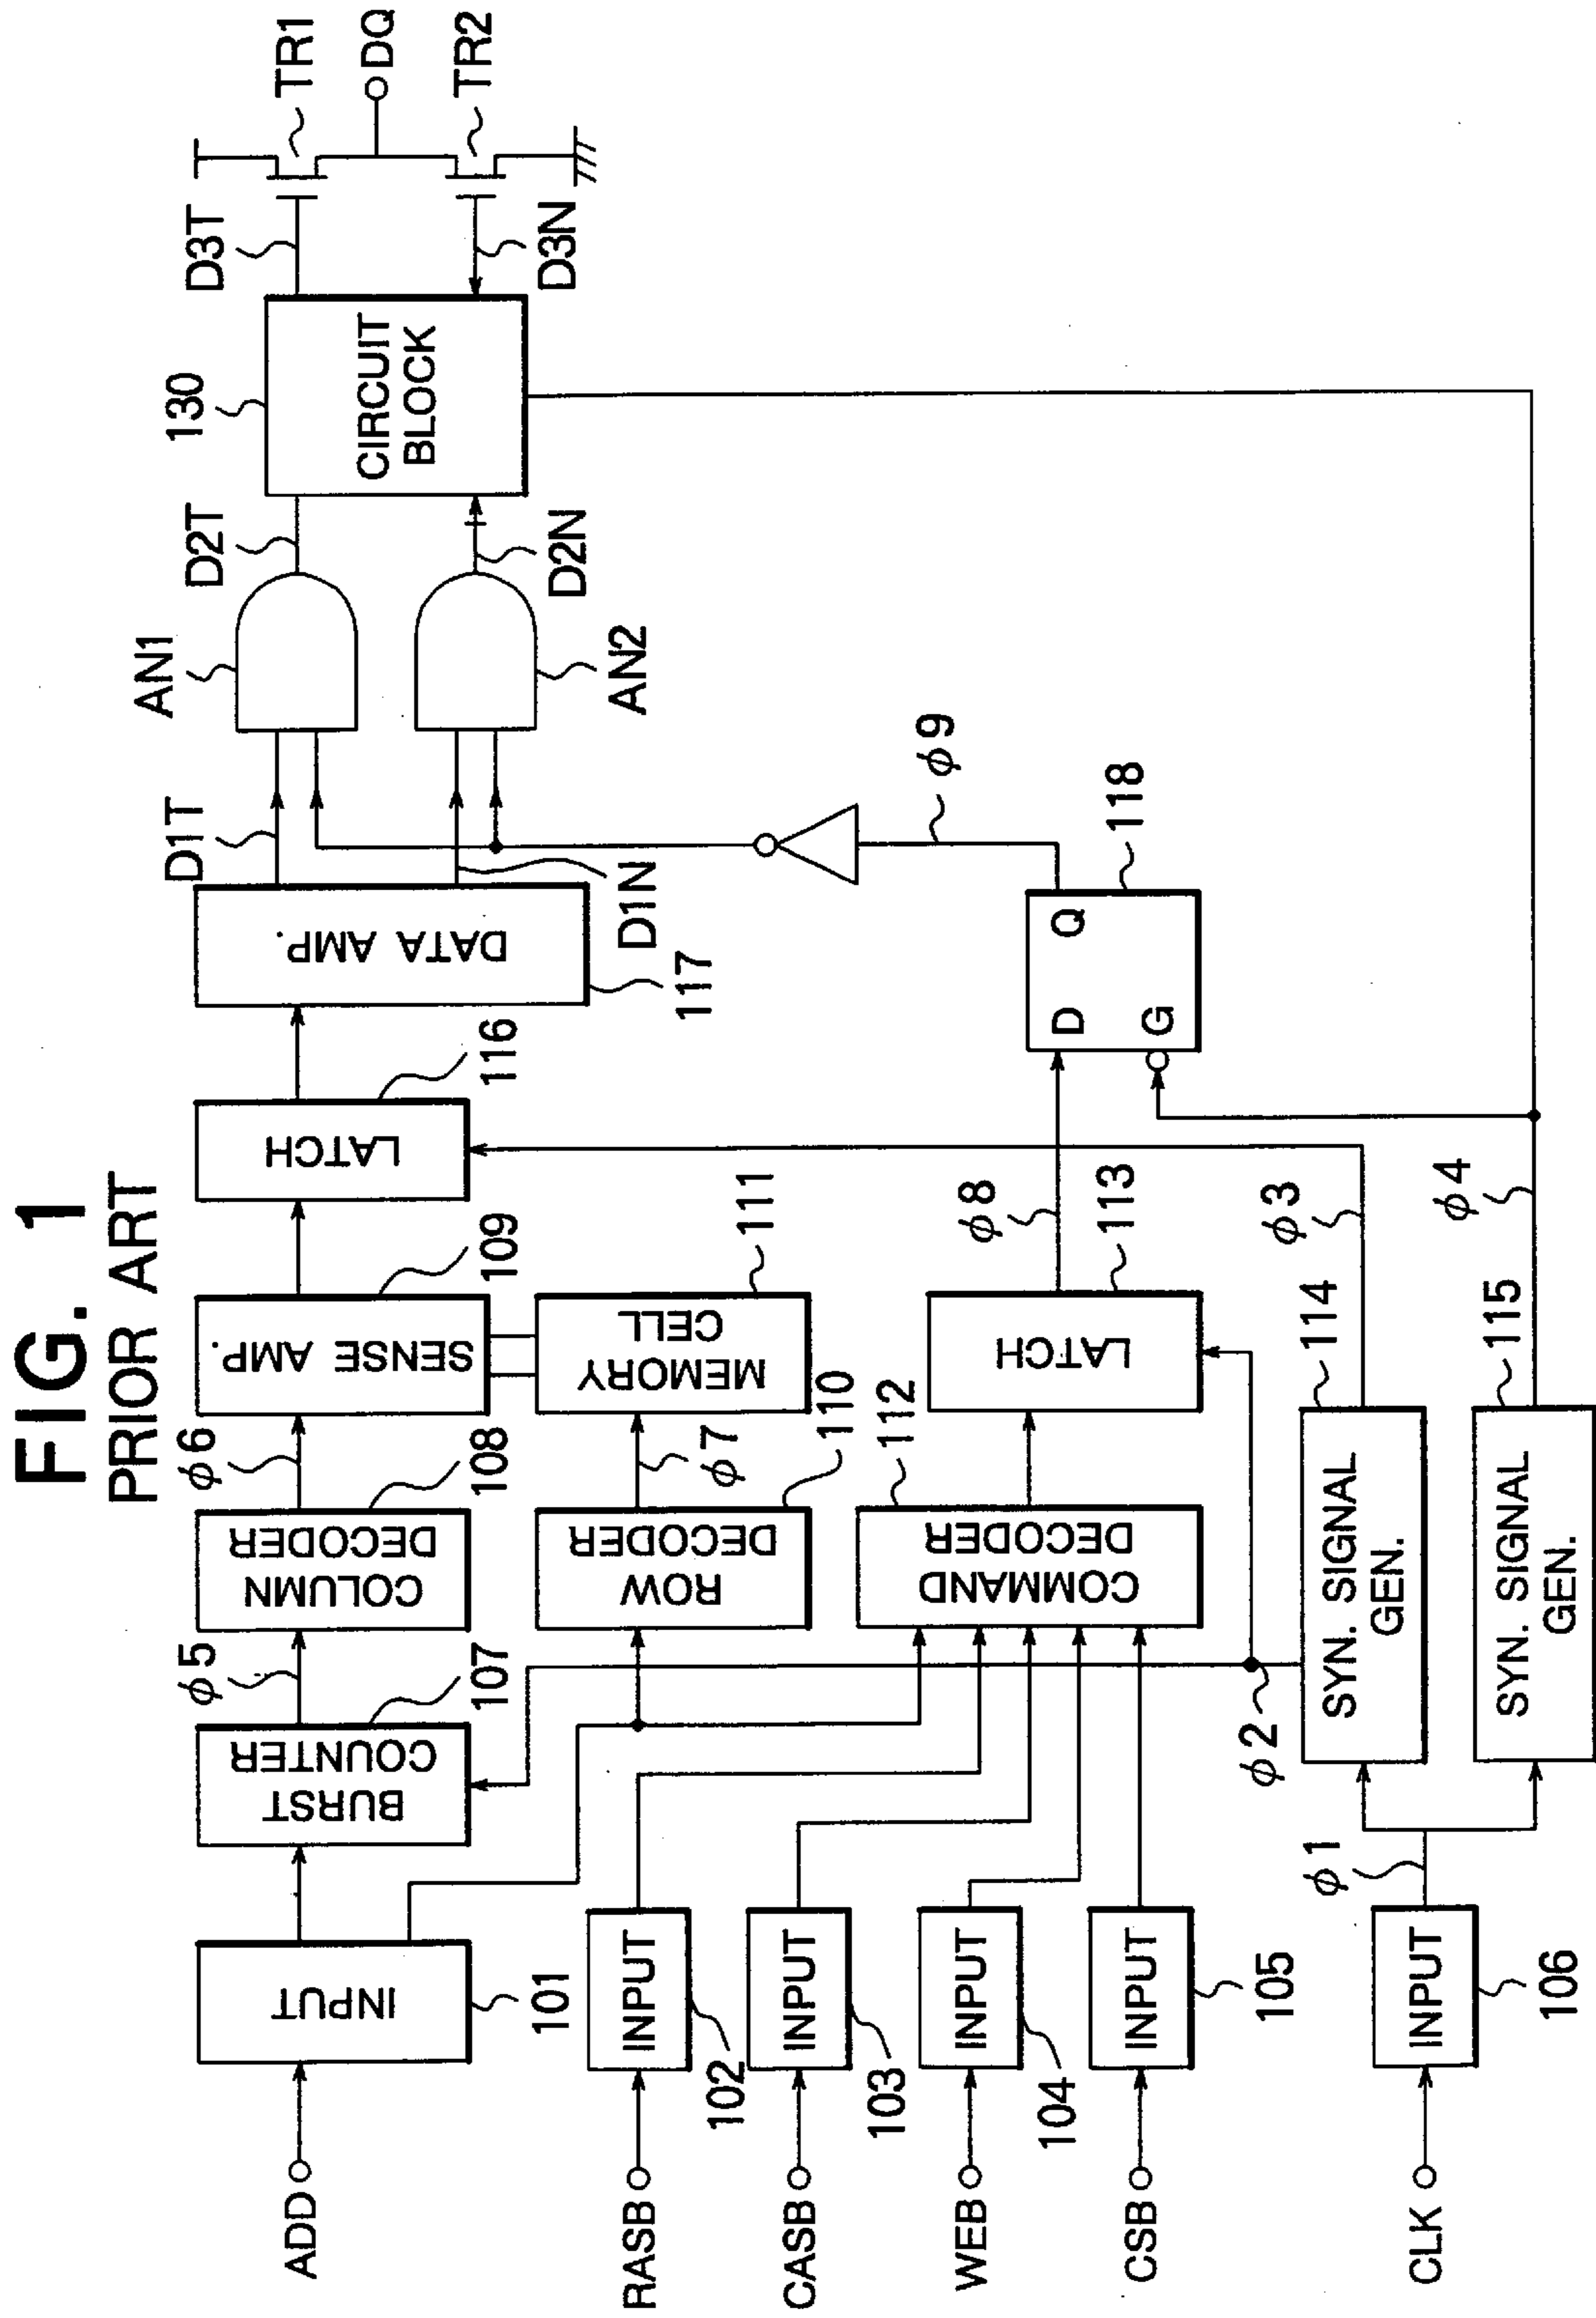 FIG. 1
PRIOR ART
ADD
INPUT
101
BURST
COUNTER
107
φ5
COLUMN
DECODER
108
φ6
SENSE AMP.
109
LATCH
116
DATA AMP.
117
D1T
D1N
AN1
AN2
D2T
D2N
130
CIRCUIT
BLOCK
D3T
D3N
TR1
DQ
TR2
RASB
INPUT
102
ROW
DECODER
110
φ7
MEMORY
CELL
111
CASB
INPUT
103
WEB
INPUT
104
CSB
INPUT
105
COMMAND
DECODER
112
LATCH
113
φ8
D
Q
G
118
φ9
CLK
INPUT
106
φ1
φ2
SYN. SIGNAL
GEN.
114
φ3
SYN. SIGNAL
GEN.
115
φ4